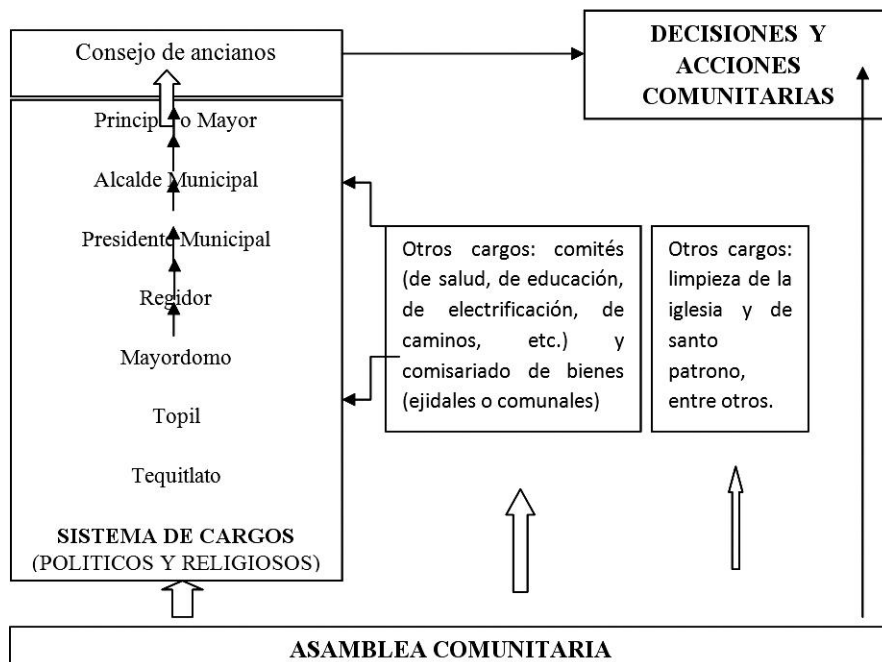 Consejo de ancianos
DECISIONES Y
ACCIONES
COMUNITARIAS
Principal o Mayor
Alcalde Municipal
Presidente Municipal
Regidor
Mayordomo
Topil
Tequitlato
SISTEMA DE CARGOS
(POLITICOS Y RELIGIOSOS)
Otros cargos: comités
(de salud, de educación,
de electrificación, de
caminos, etc.) y
comisariado de bienes
(ejidales o comunales)
Otros cargos:
limpieza de la
iglesia y de
santo
patrono,
entre otros.
ASAMBLEA COMUNITARIA